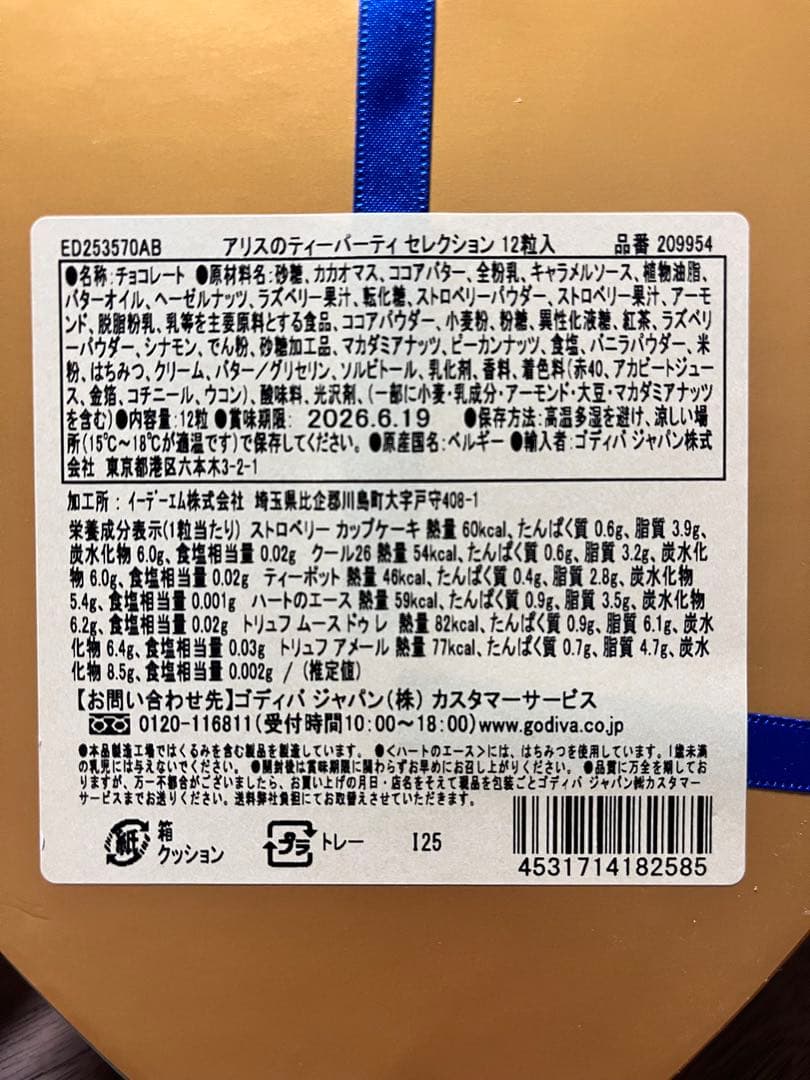 ED253570AB アリスのティーパーティ セレクション 12粒入 品番 209954
●名称:チョコレート ●原材料名:砂糖、カカオマス、ココアバター、全粉乳、キャラメルソース、植物油脂、
バターオイル、ヘーゼルナッツ、ラズベリー果汁、転化糖、ストロベリーパウダー、ストロベリー果汁、アーモ
ンド、脱脂粉乳、乳等を主要原料とする食品、ココアパウダー、小麦粉、粉糖、異性化液糖、紅茶、ラズベリ
ーパウダー、シナモン、でん粉、砂糖加工品、マカダミアナッツ、ピーカンナッツ、食塩、バニラパウダー、米
粉、はちみつ、クリーム、バター/グリセリン、ソルビトール、乳化剤、香料、着色料(赤40、アカビートジュー
ス、金箔、コチニール、ウコン)、酸味料、光沢剤、(一部に小麦・乳成分・アーモンド・大豆・マカダミアナッツ
を含む)●内容量:12粒 ●賞味期限: 2026.6.19 ●保存方法:高温多湿を避け、涼しい場
所(15℃〜18℃が適温です)で保存してください。●原産国名:ベルギー ●輸入者:ゴディバ ジャパン株式
会社 東京都港区六本木3-2-1
加工所:イーデーエム株式会社 埼玉県比企郡川島町大字戸守408-1
栄養成分表示(1粒当たり) ストロベリー カップケーキ 熱量 60kcal、たんぱく質 0.6g、脂質 3.9g、
炭水化物 6.0g、食塩相当量 0.02g クール26 熱量 54kcal、たんぱく質 0.6g、脂質 3.2g、炭水化
物 6.0g、食塩相当量 0.02g ティーポット 熱量 46kcal、たんぱく質 0.4g、脂質 2.8g、炭水化物
5.4g、食塩相当量 0.001g ハートのエース 熱量 59kcal、たんぱく質 0.9g、脂質 3.5g、炭水化物
6.2g、食塩相当量 0.02g トリュフ ムースドゥレ 熱量 82kcal、たんぱく質 0.9g、脂質 6.1g、炭水
化物 6.4g、食塩相当量 0.03g トリュフ アメール 熱量 77kcal、たんぱく質 0.7g、脂質 4.7g、炭水
化物 8.5g、食塩相当量 0.002g / (推定値)
【お問い合わせ先】ゴディバ ジャパン(株) カスタマーサービス
0120-116811(受付時間10:00〜18:00)www.godiva.co.jp
●本品製造工場ではくるみを含む製品を製造しています。 ●<ハートのエース>には、はちみつを使用しています。1歳未満
の乳児には与えないでください。 ●開封後は賞味期限に関わらずお早めにお召し上がりください。 ●品質に万全を期してお
りますが、万一不都合がございましたら、お買い上げの月日・店名をそえて現品を包装ごとゴディバ ジャパン㈱カスタマー
サービスまでお送りください。送料弊社負担にてお取替えさせていただきます。
紙 箱
クッション
プラ トレー I25
4531714182585